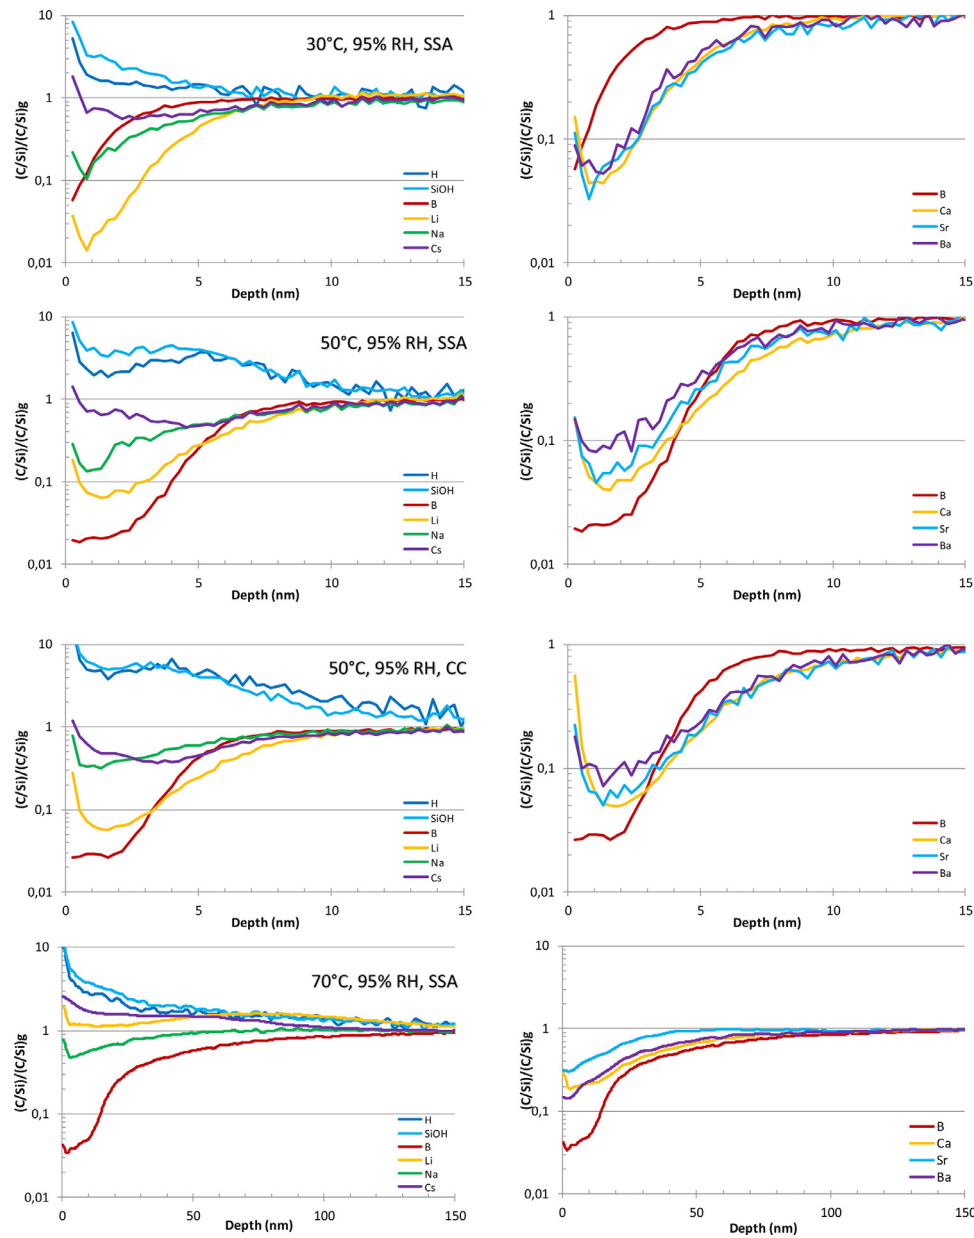 10
1
0,1
0,01
(C/Si)/(C/Si)g
30°C, 95% RH, SSA
H
SiOH
B
Li
Na
Cs
0 5 10 15
Depth (nm)
1
0,1
0,01
(C/Si)/(C/Si)g
B
Ca
Sr
Ba
0 5 10 15
Depth (nm)
10
1
0,1
0,01
(C/Si)/(C/Si)g
50°C, 95% RH, SSA
H
SiOH
B
Li
Na
Cs
0 5 10 15
Depth (nm)
1
0,1
0,01
(C/Si)/(C/Si)g
B
Ca
Sr
Ba
0 5 10 15
Depth (nm)
10
1
0,1
0,01
(C/Si)/(C/Si)g
50°C, 95% RH, CC
H
SiOH
B
Li
Na
Cs
0 5 10 15
Depth (nm)
1
0,1
0,01
(C/Si)/(C/Si)g
B
Ca
Sr
Ba
0 5 10 15
Depth (nm)
10
1
0,1
0,01
(C/Si)/(C/Si)g
70°C, 95% RH, SSA
H
SiOH
B
Li
Na
Cs
0 50 100 150
Depth (nm)
10
1
0,1
0,01
(C/Si)/(C/Si)g
B
Ca
Sr
Ba
0 50 100 150
Depth (nm)